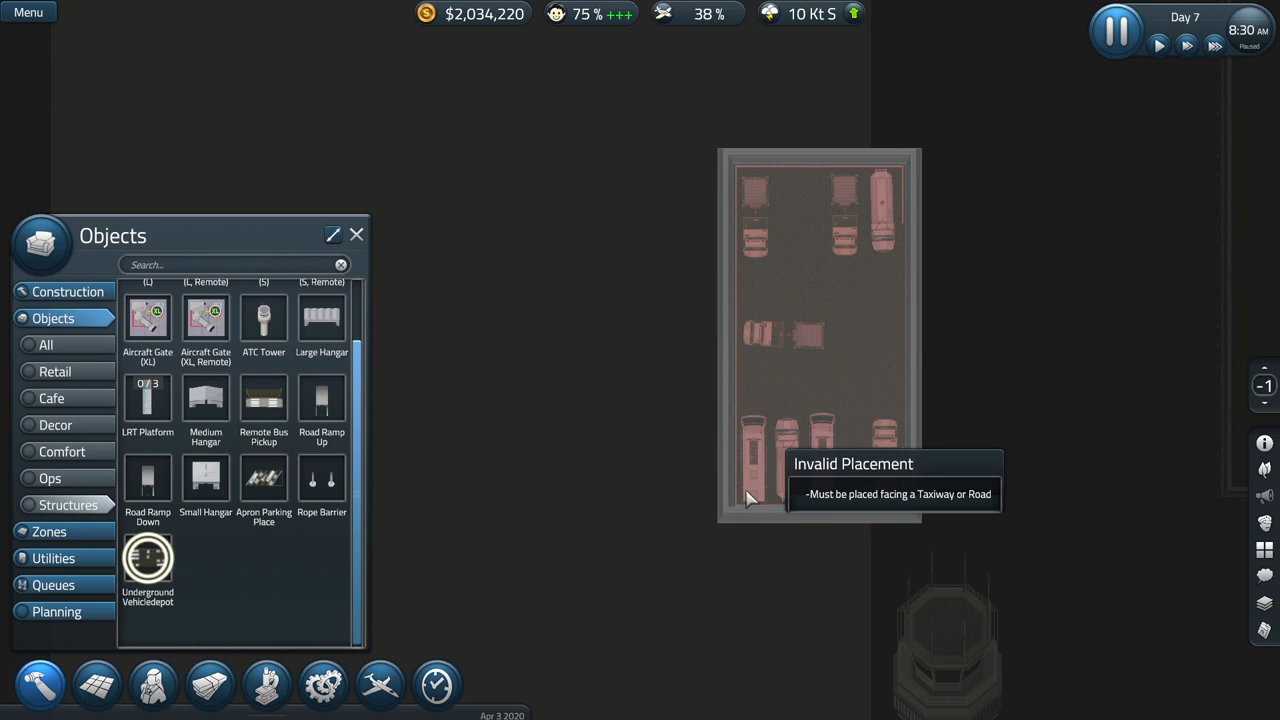 Menu
$2,034,220
75 % +++
38 %
10 Kt S
Day 7
8:30 AM
Paused
Objects
Search...
Construction
Objects
All
Retail
Cafe
Decor
Comfort
Ops
Structures
Zones
Utilities
Queues
Planning
(L)
(L, Remote)
(S)
(S, Remote)
XL
XL
Aircraft Gate
(XL)
Aircraft Gate
(XL, Remote)
ATC Tower
Large Hangar
0 / 3
LRT Platform
Medium
Hangar
Remote Bus
Pickup
Road Ramp
Up
Road Ramp
Down
Small Hangar
Apron Parking
Place
Rope Barrier
Underground
Vehicledepot
Invalid Placement
-Must be placed facing a Taxiway or Road
-1
Apr 3 2020